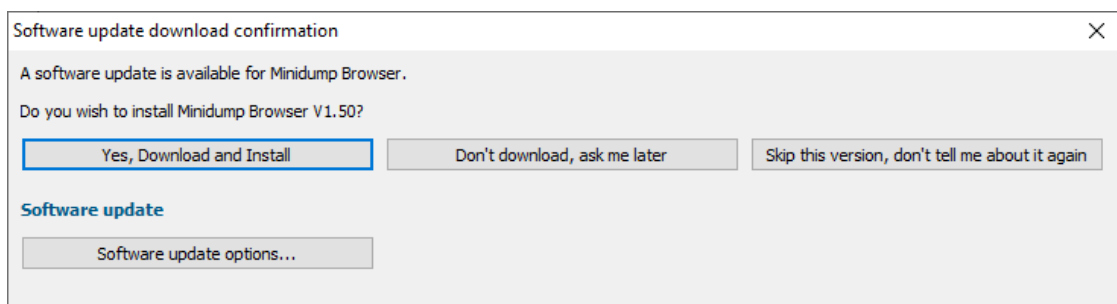 Software update download confirmation
A software update is available for Minidump Browser.
Do you wish to install Minidump Browser V1.50?
Yes, Download and Install
Don't download, ask me later
Skip this version, don't tell me about it again
Software update
Software update options...